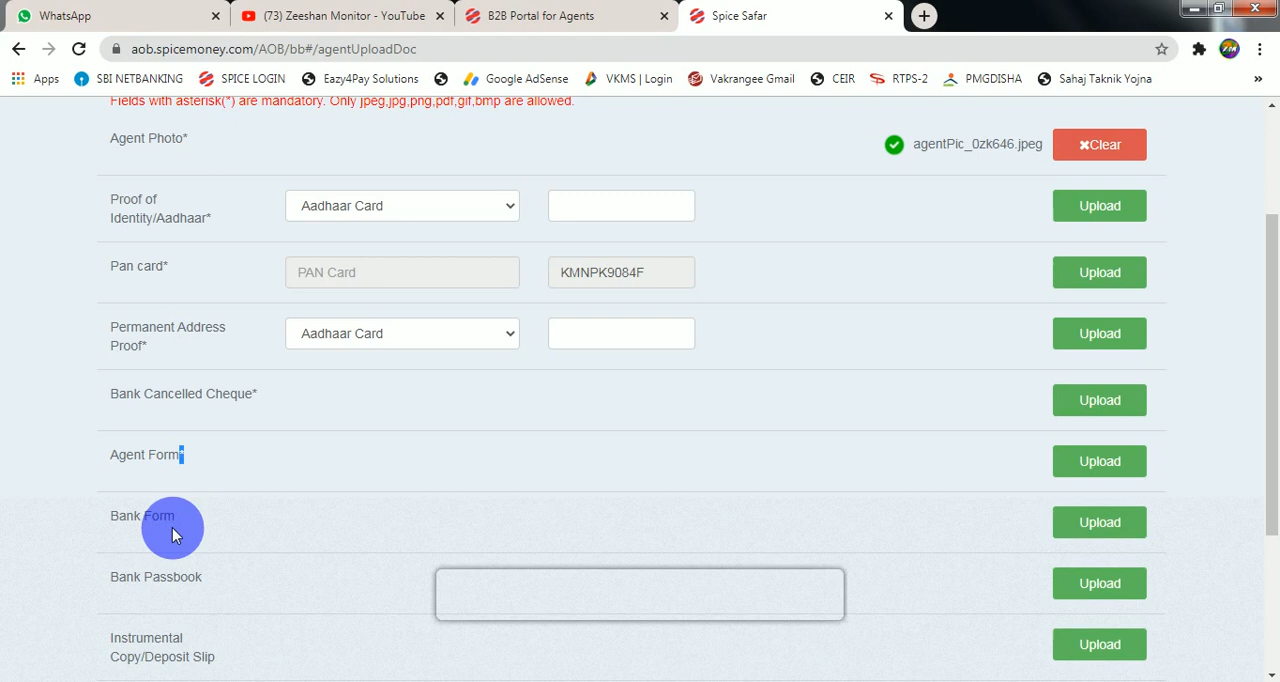 WhatsApp
(73) Zeeshan Monitor - YouTube
B2B Portal for Agents
Spice Safar
aob.spicemoney.com/AOB/bb#/agentUploadDoc
Apps
SBI NETBANKING
SPICE LOGIN
Eazy4Pay Solutions
Google AdSense
VKMS | Login
Vakrangee Gmail
CEIR
RTPS-2
PMGDISHA
Sahaj Taknik Yojna
»
Fields with asterisk(*) are mandatory. Only jpeg,jpg,png,pdf,gif,bmp are allowed.
Agent Photo*
agentPic_0zk646.jpeg
Clear
Proof of
Identity/Aadhaar*
Aadhaar Card
Upload
Pan card*
PAN Card
KMNPK9084F
Upload
Permanent Address
Proof*
Aadhaar Card
Upload
Bank Cancelled Cheque*
Upload
Agent Form*
Upload
Bank Form
Upload
Bank Passbook
Upload
Instrumental
Copy/Deposit Slip
Upload